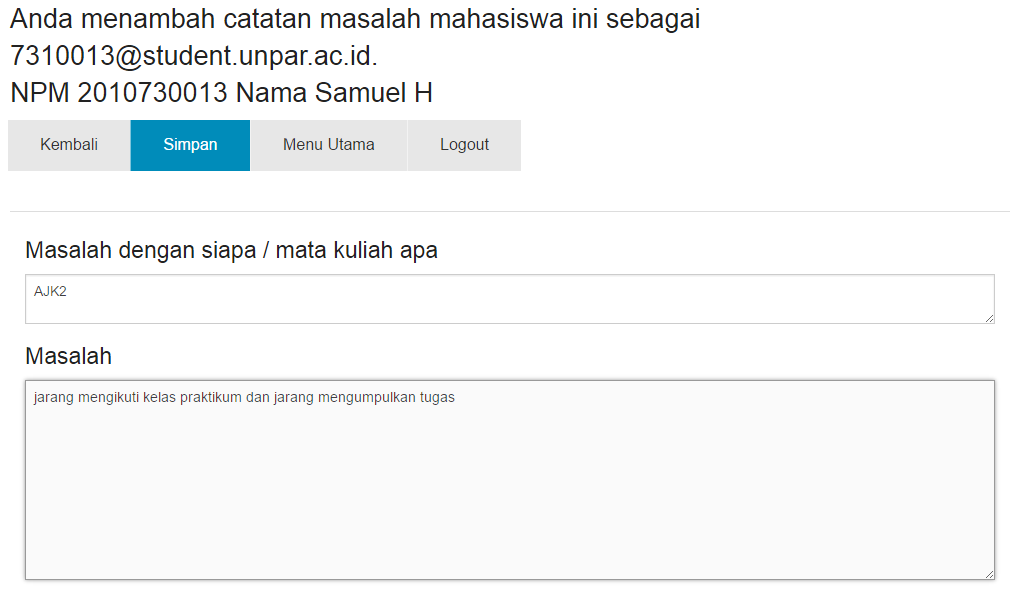 Anda menambah catatan masalah mahasiswa ini sebagai
7310013@student.unpar.ac.id.
NPM 2010730013 Nama Samuel H
Kembali Simpan Menu Utama Logout
Masalah dengan siapa / mata kuliah apa
AJK2
Masalah
jarang mengikuti kelas praktikum dan jarang mengumpulkan tugas